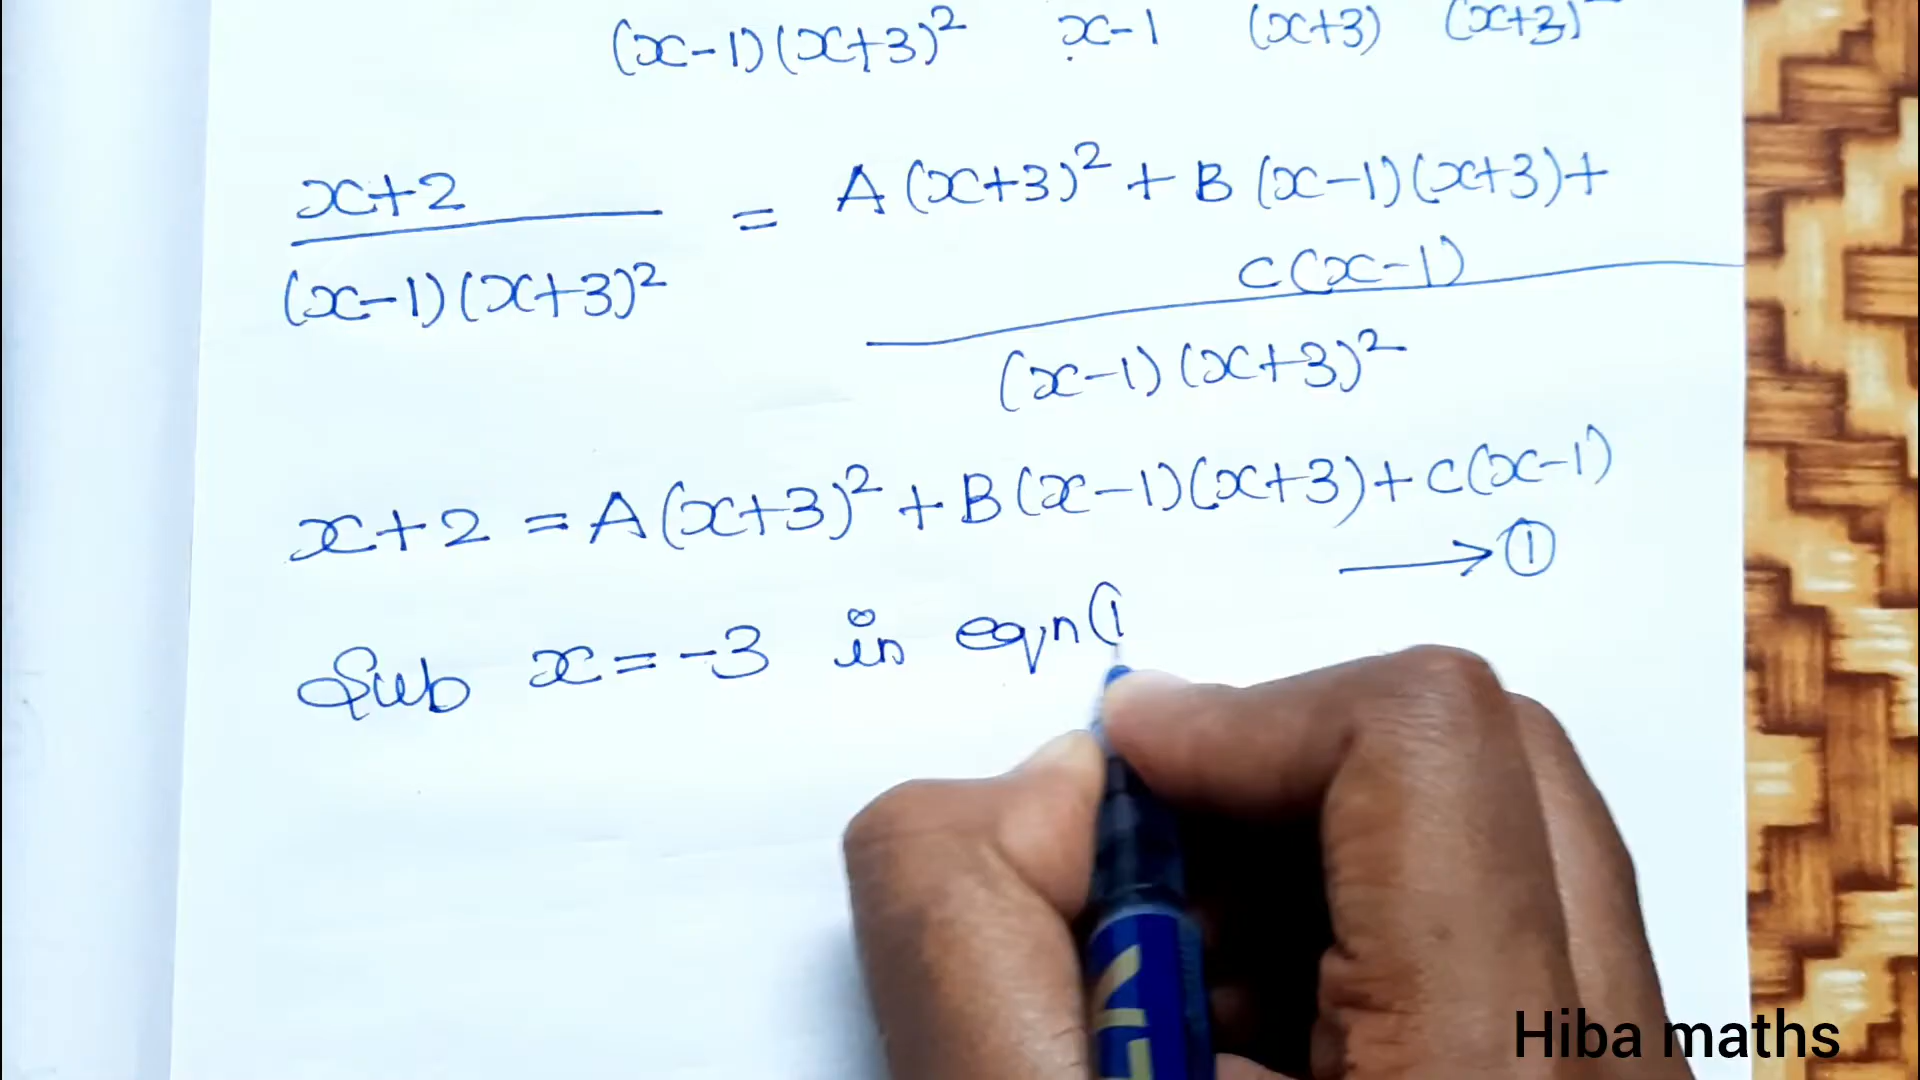 (x-1)(x+3)² x-1 (x+3) (x+3)²
x+2 = A(x+3)² + B(x-1)(x+3)+
C(x-1)
(x-1)(x+3)² (x-1)(x+3)²
x+2 = A(x+3)² + B(x-1)(x+3)+C(x-1)
→ ①
Sub x=-3 in eqn(1
Hiba maths